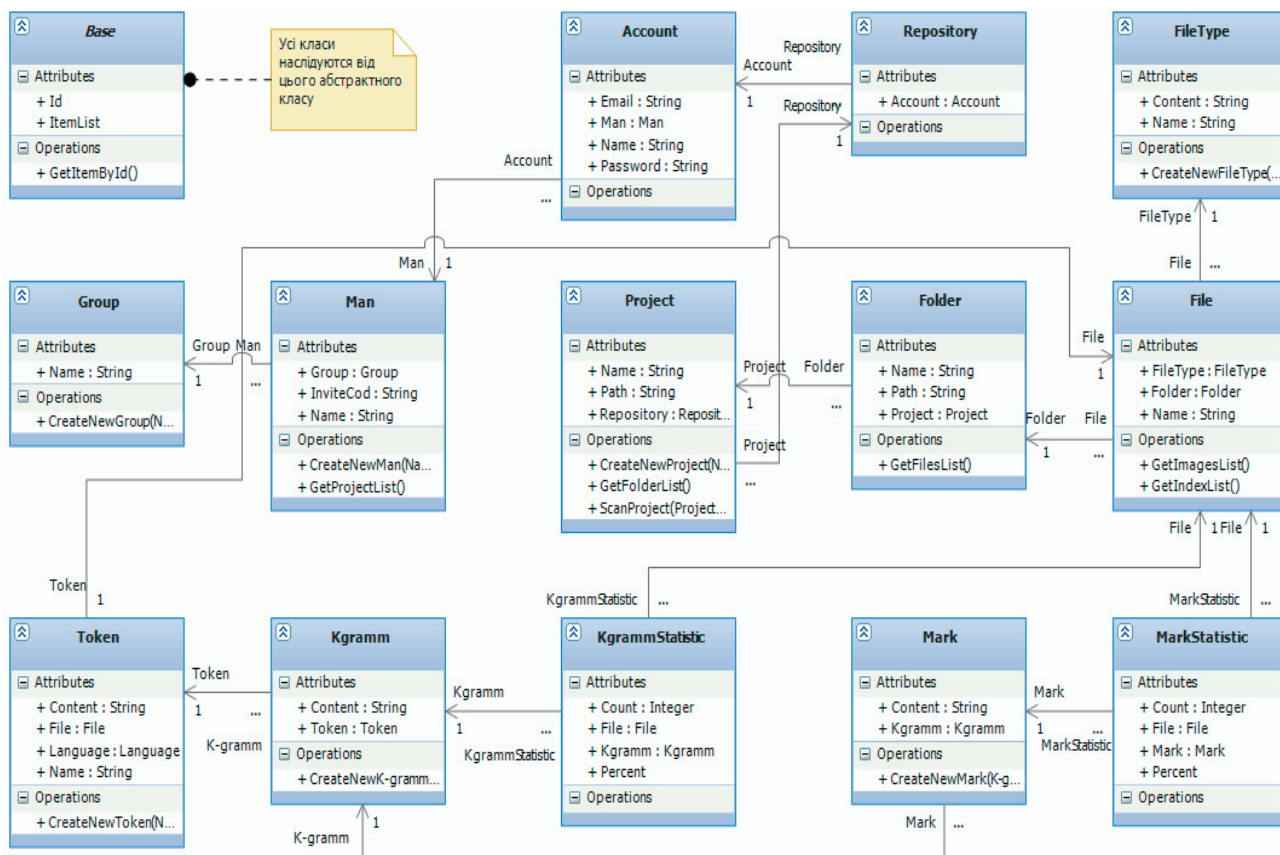 Base
Attributes
+ Id
+ ItemList
Operations
+ GetItemById()
Усі класи
наслідуются від
цього абстрактного
класу
Account
Attributes
+ Email : String
+ Man : Man
+ Name : String
+ Password : String
Operations
Repository
Account
1
Repository
1
Repository
Attributes
+ Account : Account
Operations
FileType
Attributes
+ Content : String
+ Name : String
Operations
+ CreateNewFileType(...
FileType 1
File ...
Account
...
Man 1
Group
Attributes
+ Name : String
Operations
+ CreateNewGroup(N...
Group Man
1 ...
Man
Attributes
+ Group : Group
+ InviteCod : String
+ Name : String
Operations
+ CreateNewMan(Na...
+ GetProjectList()
Project
Attributes
+ Name : String
+ Path : String
+ Repository : Reposit...
Operations
+ CreateNewProject(N...
+ GetFolderList()
+ ScanProject(Project...
Project Folder
1 ...
Project
...
Folder
Attributes
+ Name : String
+ Path : String
+ Project : Project
Operations
+ GetFilesList()
File
1
Folder File
1 ...
File
Attributes
+ FileType : FileType
+ Folder : Folder
+ Name : String
Operations
+ GetImagesList()
+ GetIndexList()
File 1 File 1
Token
1
KgrammStatistic ...
MarkStatistic ...
Token
Attributes
+ Content : String
+ File : File
+ Language : Language
+ Name : String
Operations
+ CreateNewToken(N...
Token
1 ...
K-gramm
Kgramm
Attributes
+ Content : String
+ Token : Token
Operations
+ CreateNewK-gramm...
K-gramm 1
Kgramm
1 ...
KgrammStatistic
KgrammStatistic
Attributes
+ Count : Integer
+ File : File
+ Kgramm : Kgramm
+ Percent
Operations
Mark
Attributes
+ Content : String
+ Kgramm : Kgramm
Operations
+ CreateNewMark(K-g...
Mark ...
Mark
1 ...
MarkStatistic
MarkStatistic
Attributes
+ Count : Integer
+ File : File
+ Mark : Mark
+ Percent
Operations